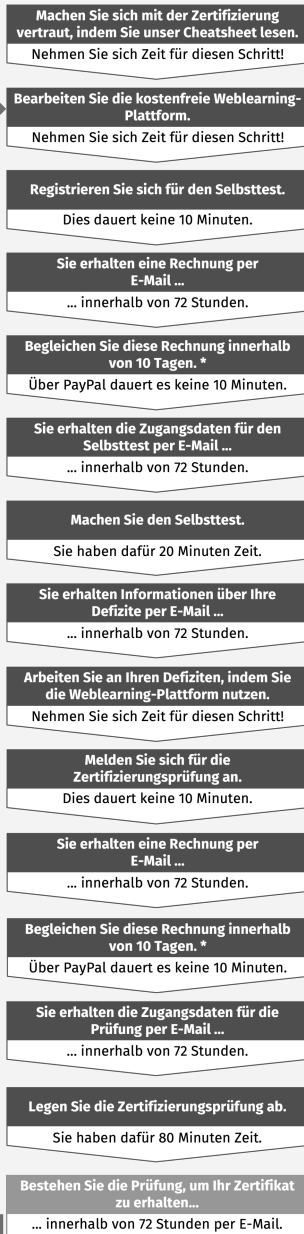 Machen Sie sich mit der Zertifizierung
vertraut, indem Sie unser Cheatsheet lesen.
Nehmen Sie sich Zeit für diesen Schritt!
Bearbeiten Sie die kostenfreie Weblearning-
Plattform.
Nehmen Sie sich Zeit für diesen Schritt!
Registrieren Sie sich für den Selbsttest.
Dies dauert keine 10 Minuten.
Sie erhalten eine Rechnung per
E-Mail ...
... innerhalb von 72 Stunden.
Begleichen Sie diese Rechnung innerhalb
von 10 Tagen. *
Über PayPal dauert es keine 10 Minuten.
Sie erhalten die Zugangsdaten für den
Selbsttest per E-Mail ...
... innerhalb von 72 Stunden.
Machen Sie den Selbsttest.
Sie haben dafür 20 Minuten Zeit.
Sie erhalten Informationen über Ihre
Defizite per E-Mail ...
... innerhalb von 72 Stunden.
Arbeiten Sie an Ihren Defiziten, indem Sie
die Weblearning-Plattform nutzen.
Nehmen Sie sich Zeit für diesen Schritt!
Melden Sie sich für die
Zertifizierungsprüfung an.
Dies dauert keine 10 Minuten.
Sie erhalten eine Rechnung per
E-Mail ...
... innerhalb von 72 Stunden.
Begleichen Sie diese Rechnung innerhalb
von 10 Tagen. *
Über PayPal dauert es keine 10 Minuten.
Sie erhalten die Zugangsdaten für die
Prüfung per E-Mail ...
... innerhalb von 72 Stunden.
Legen Sie die Zertifizierungsprüfung ab.
Sie haben dafür 80 Minuten Zeit.
Bestehen Sie die Prüfung, um Ihr Zertifikat
zu erhalten...
... innerhalb von 72 Stunden per E-Mail.